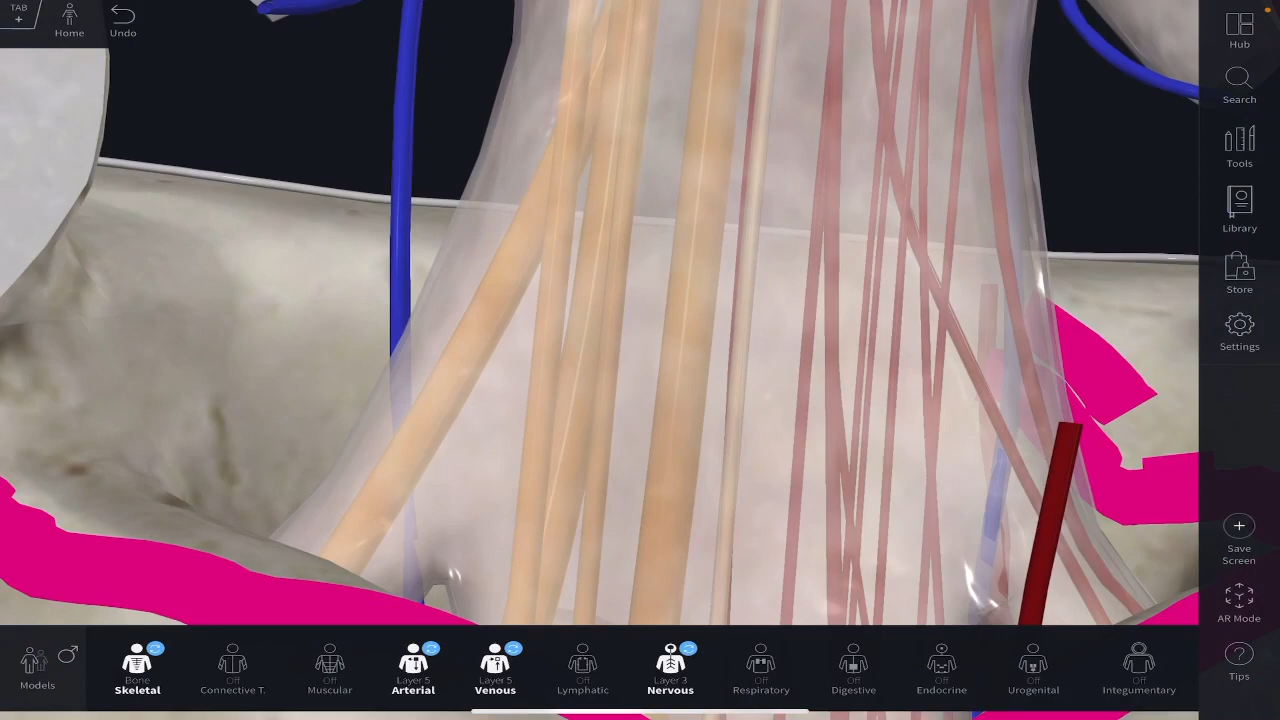 TAB
+
Home
Undo
Hub
Search
Tools
Library
Store
Settings
+
Save
Screen
AR Mode
?
Tips
Models
Bone
Skeletal
Off
Connective T.
Off
Muscular
Layer 5
Arterial
Layer 5
Venous
Off
Lymphatic
Layer 3
Nervous
Off
Respiratory
Off
Digestive
Off
Endocrine
Off
Urogenital
Off
Integumentary